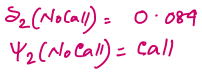 δ₂(NoCall) = 0.084
Ψ₂(NoCall) = Call